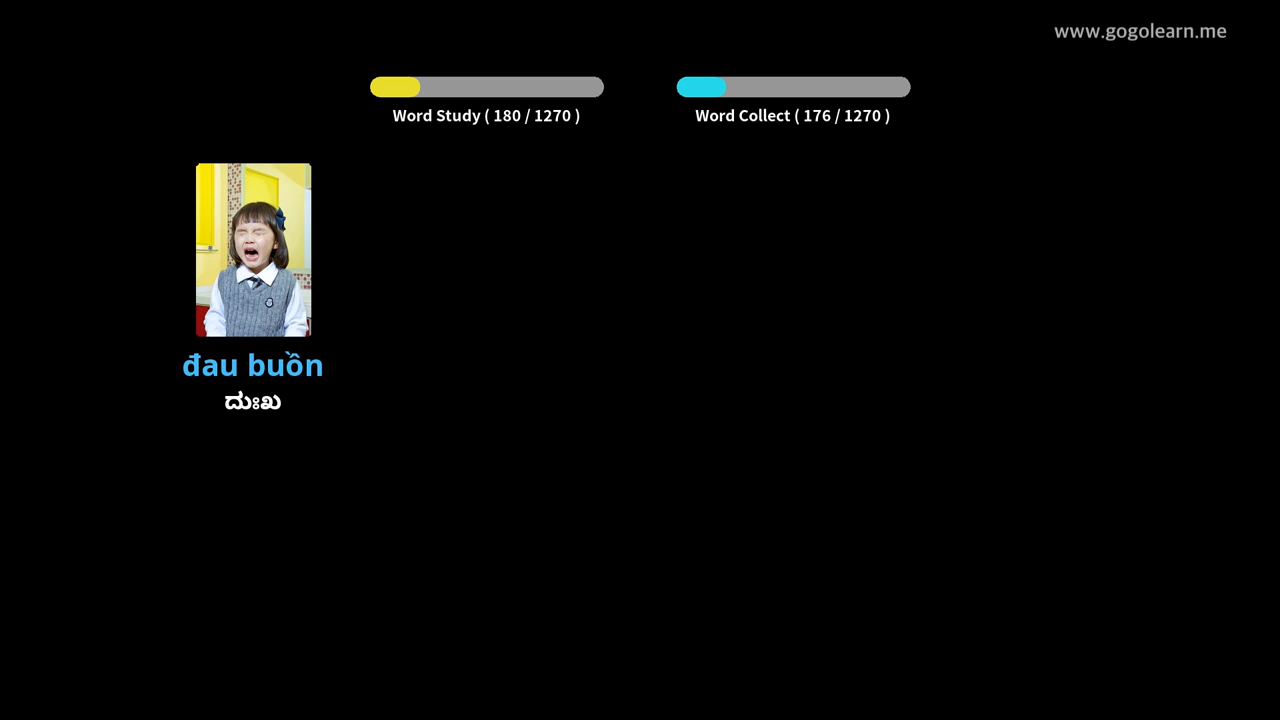 www.gogolearn.me
Word Study ( 180 / 1270 )
Word Collect ( 176 / 1270 )
đau buồn
ದುಃಖ